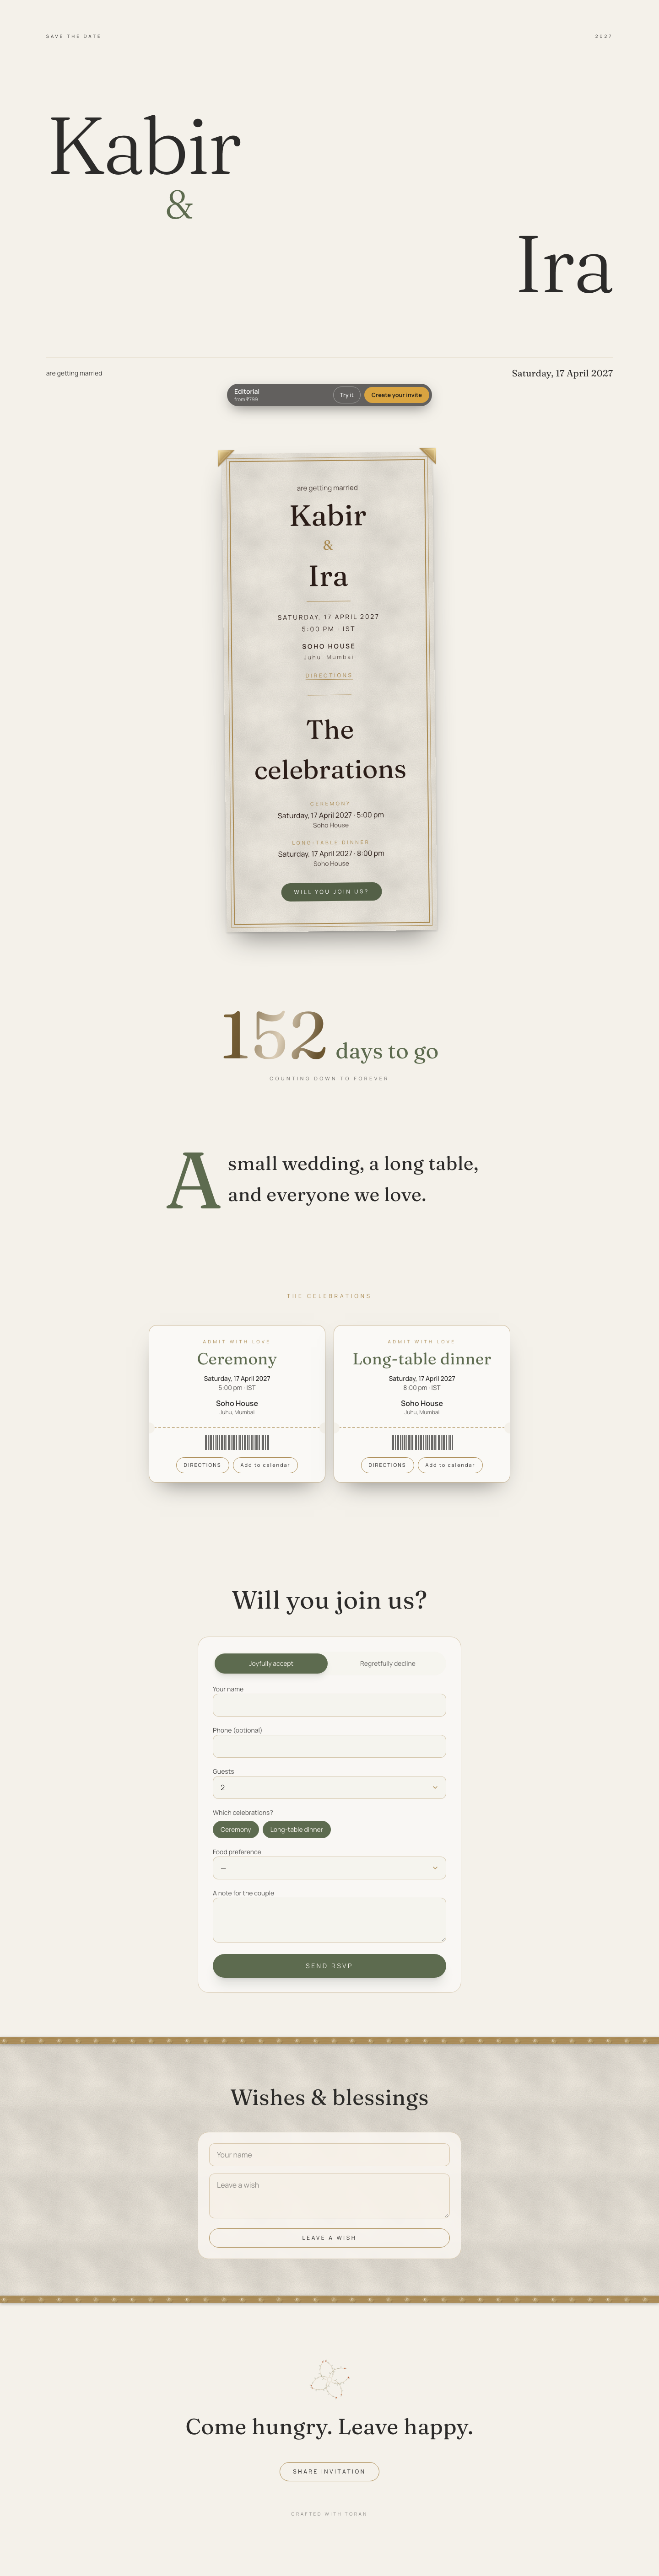 SAVE THE DATE
2027
Kabir
&
Ira
are getting married
Saturday, 17 April 2027
Editorial
from ₹799
Try it
Create your invite
are getting married
Kabir
&
Ira
SATURDAY, 17 APRIL 2027
5:00 PM · IST
SOHO HOUSE
Juhu, Mumbai
DIRECTIONS
The
celebrations
CEREMONY
Saturday, 17 April 2027 · 5:00 pm
Soho House
LONG-TABLE DINNER
Saturday, 17 April 2027 · 8:00 pm
Soho House
WILL YOU JOIN US?
152 days to go
COUNTING DOWN TO FOREVER
A small wedding, a long table,
and everyone we love.
THE CELEBRATIONS
ADMIT WITH LOVE
Ceremony
Saturday, 17 April 2027
5:00 pm · IST
Soho House
Juhu, Mumbai
DIRECTIONS
Add to calendar
ADMIT WITH LOVE
Long-table dinner
Saturday, 17 April 2027
8:00 pm · IST
Soho House
Juhu, Mumbai
DIRECTIONS
Add to calendar
Will you join us?
Joyfully accept
Regretfully decline
Your name
Phone (optional)
Guests
2
Which celebrations?
Ceremony
Long-table dinner
Food preference
—
A note for the couple
SEND RSVP
Wishes & blessings
Your name
Leave a wish
LEAVE A WISH
Come hungry. Leave happy.
SHARE INVITATION
CRAFTED WITH TORAN